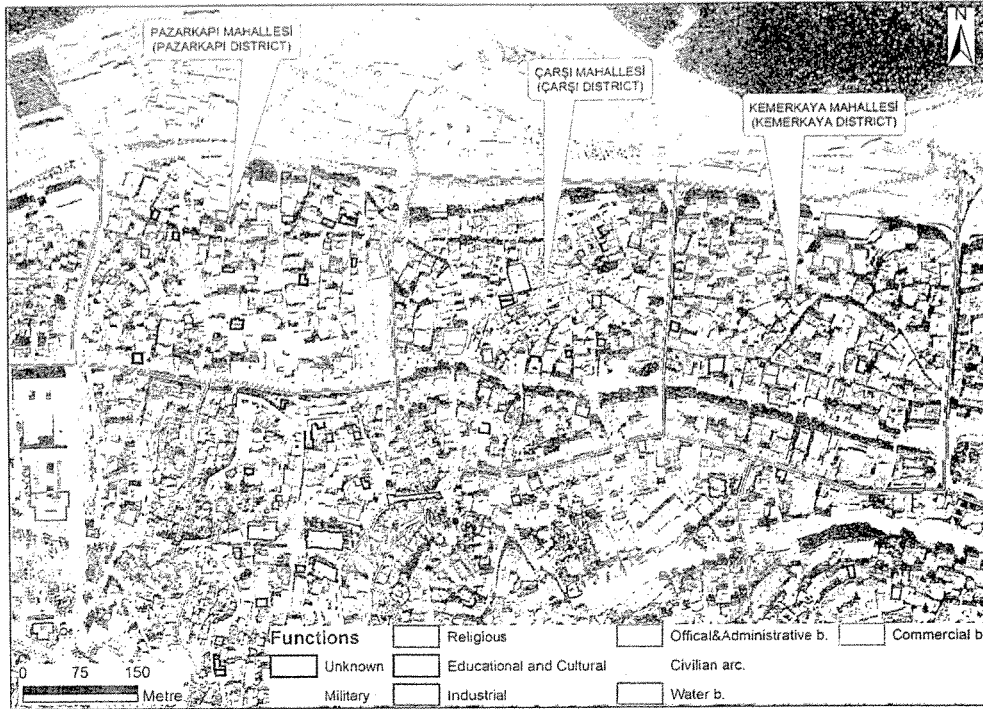 N
PAZARKAPI MAHALLESİ
(PAZARKAPI DISTRICT)
ÇARŞI MAHALLESİ
(ÇARŞI DISTRICT)
KEMERKAYA MAHALLESİ
(KEMERKAYA DISTRICT)
Functions
Religious
Offical&Administrative b.
Commercial b
Unknown
Educational and Cultural
Civilian arc.
Military
Industrial
Water b.
0 75 150
Metre